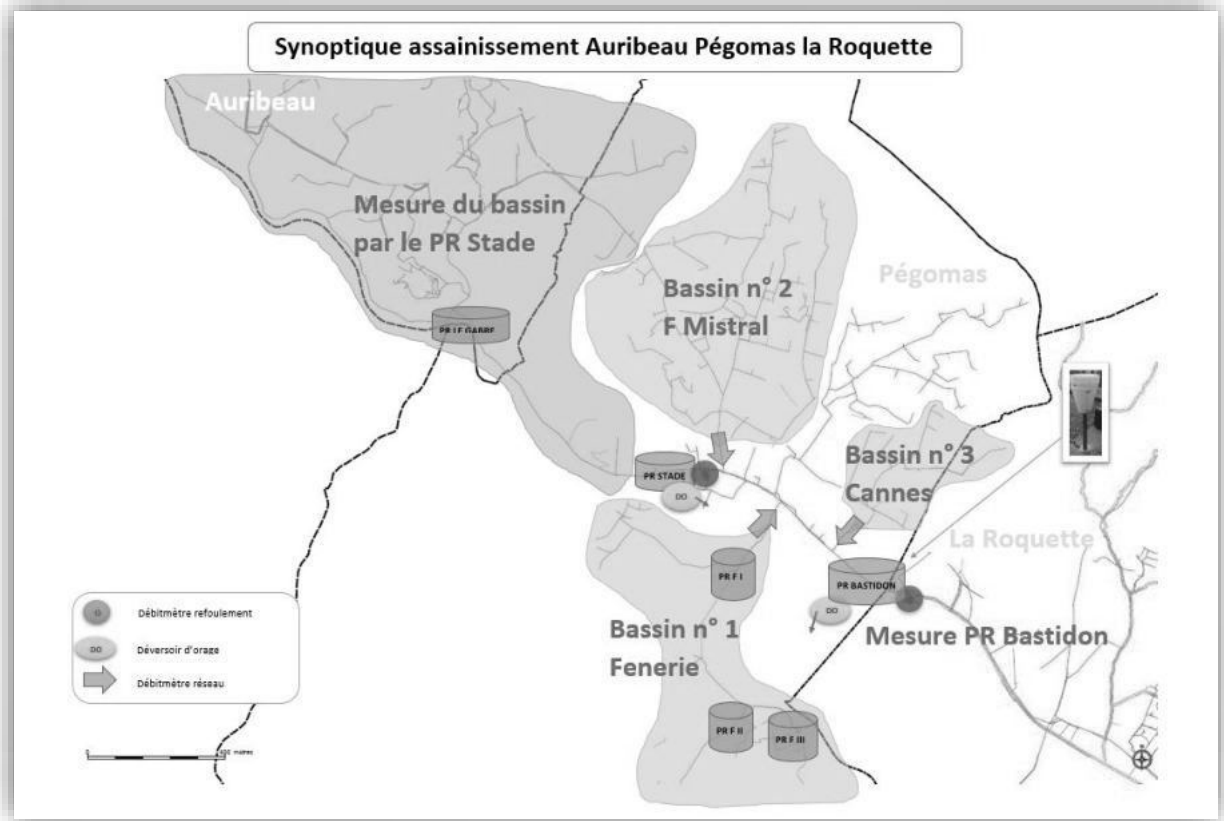 Synoptique assainissement Auribeau Pégomas la Roquette
Auribeau
Mesure du bassin
par le PR Stade
Bassin n° 2
F Mistral
Pégomas
PR LE GABRE
Bassin n° 3
Cannes
PR STADE
DO
La Roquette
PR F I
PR BASTIDON
DO
Bassin n° 1
Fenerie
Mesure PR Bastidon
PR F II
PR F III
Débitmètre refoulement
DO
Déversoir d'orage
Débitmètre réseau
0